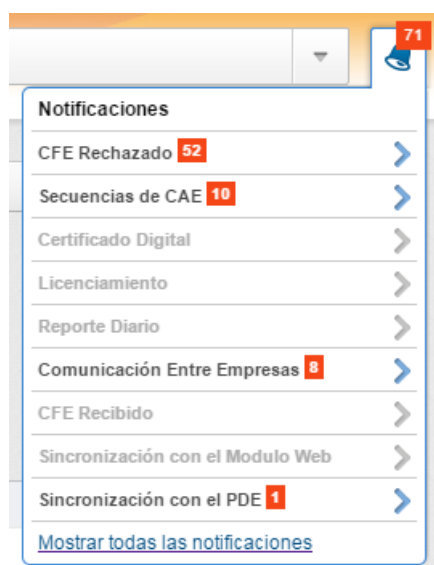 71
Notificaciones
CFE Rechazado 52
Secuencias de CAE 10
Certificado Digital
Licenciamiento
Reporte Diario
Comunicación Entre Empresas 8
CFE Recibido
Sincronización con el Modulo Web
Sincronización con el PDE 1
Mostrar todas las notificaciones